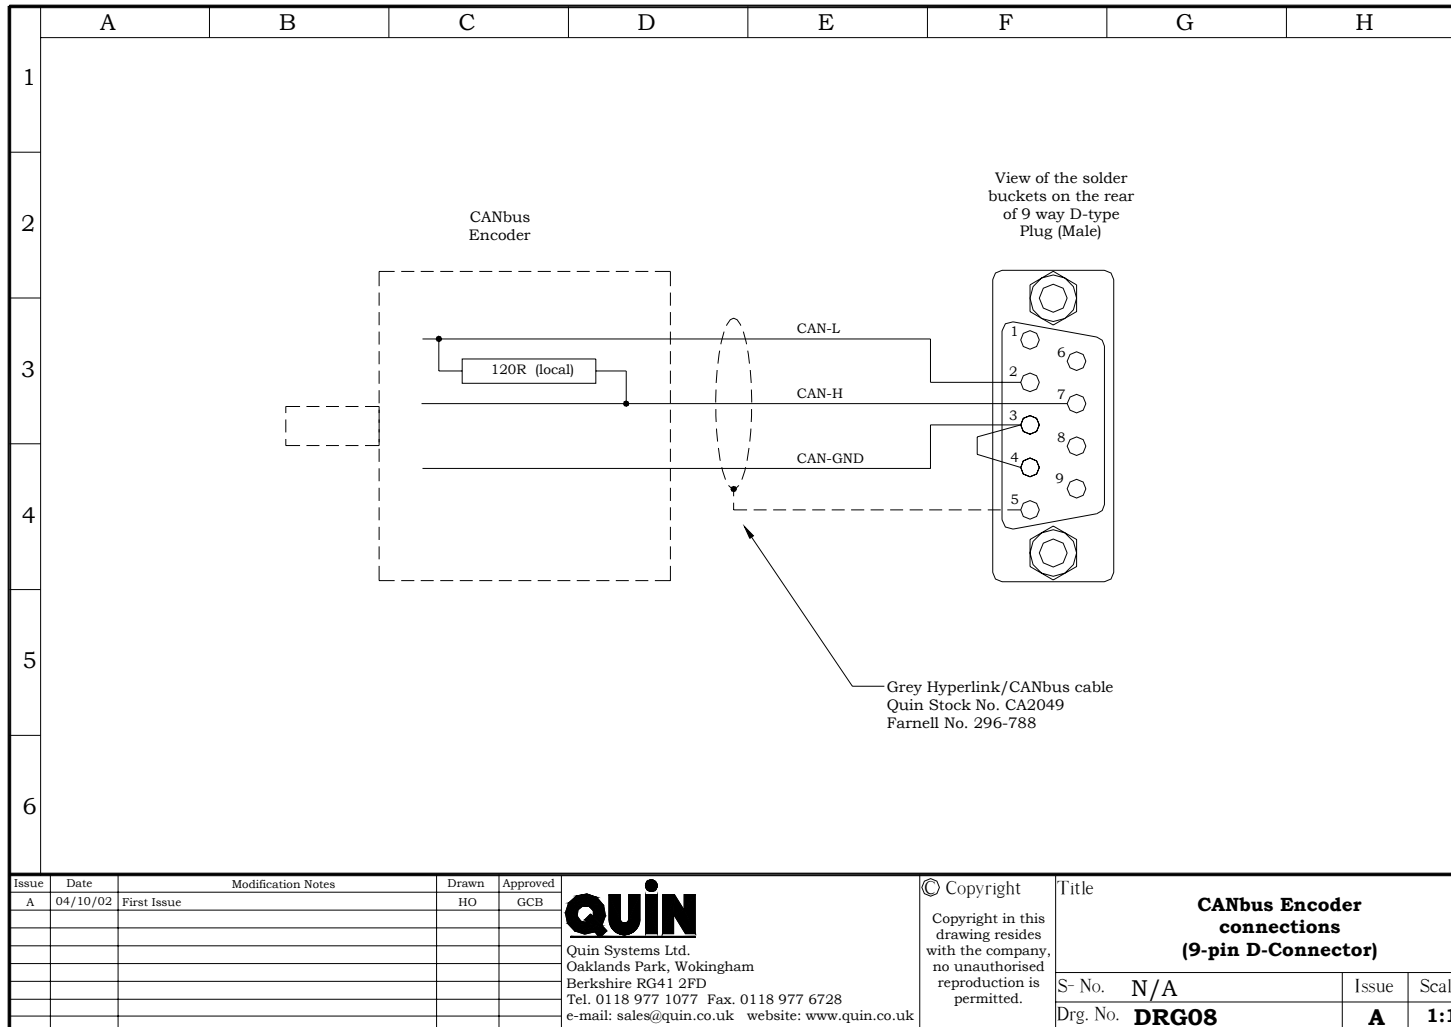 A B C D E F G H
1
2
3
4
5
6
View of the solder
buckets on the rear
of 9 way D-type
Plug (Male)
CANbus
Encoder
CAN-L
120R (local)
CAN-H
CAN-GND
1
2
3
4
5
6
7
8
9
Grey Hyperlink/CANbus cable
Quin Stock No. CA2049
Farnell No. 296-788
Issue Date Modification Notes Drawn Approved
A 04/10/02 First Issue HO GCB
QUIN
Quin Systems Ltd.
Oaklands Park, Wokingham
Berkshire RG41 2FD
Tel. 0118 977 1077 Fax. 0118 977 6728
e-mail: sales@quin.co.uk website: www.quin.co.uk
© Copyright
Copyright in this
drawing resides
with the company,
no unauthorised
reproduction is
permitted.
Title
CANbus Encoder
connections
(9-pin D-Connector)
S- No. N/A
Issue
Drg. No. DRG08
A